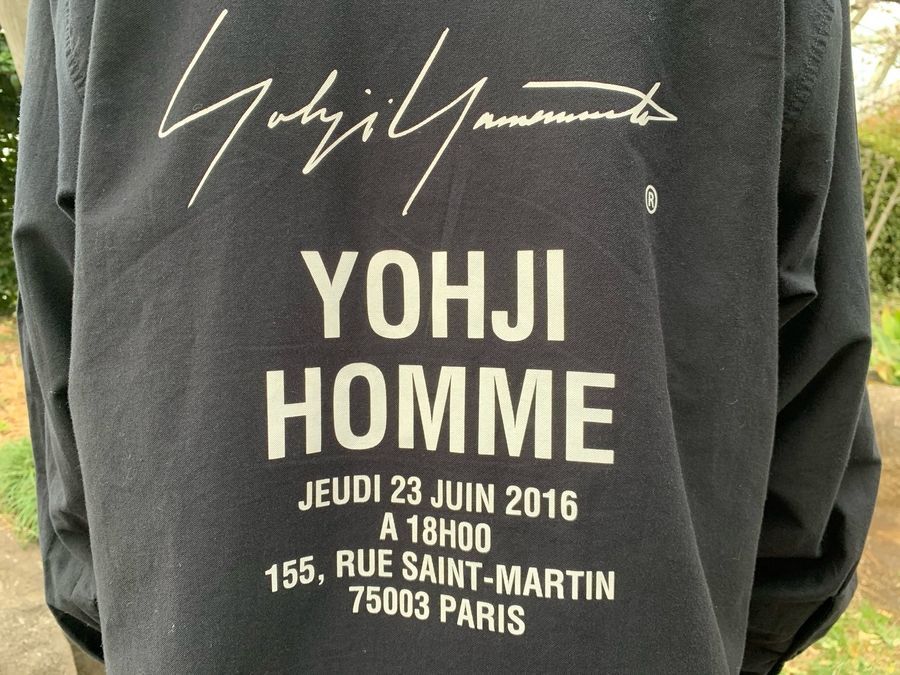 Yohji Yamamoto
®
YOHJI
HOMME
JEUDI 23 JUIN 2016
A 18H00
155, RUE SAINT-MARTIN
75003 PARIS